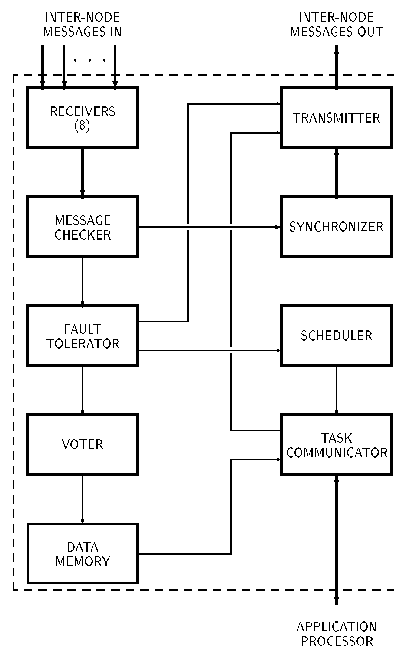 INTER-NODE
MESSAGES IN
INTER-NODE
MESSAGES OUT
RECEIVERS
(8)
TRANSMITTER
MESSAGE
CHECKER
SYNCHRONIZER
FAULT
TOLERATOR
SCHEDULER
VOTER
TASK
COMMUNICATOR
DATA
MEMORY
APPLICATION
PROCESSOR